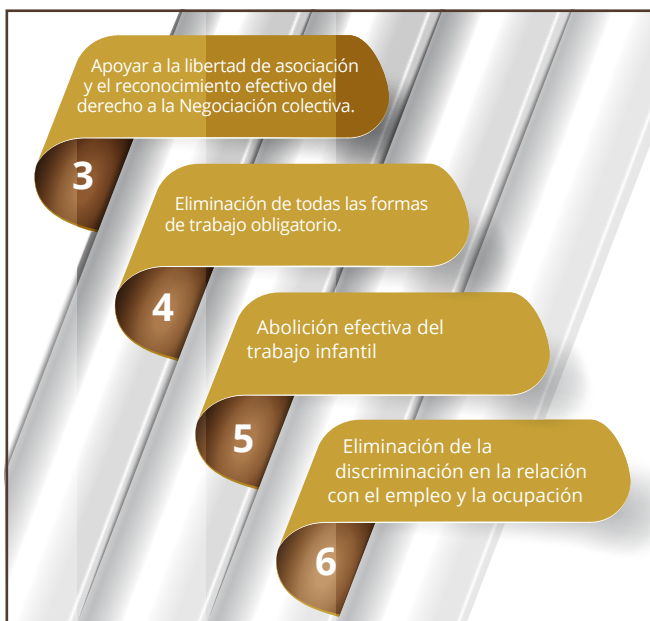 Apoyar a la libertad de asociación
y el reconocimiento efectivo del
derecho a la Negociación colectiva.
3
Eliminación de todas las formas
de trabajo obligatorio.
4
Abolición efectiva del
trabajo infantil
5
Eliminación de la
discriminación en la relación
con el empleo y la ocupación
6